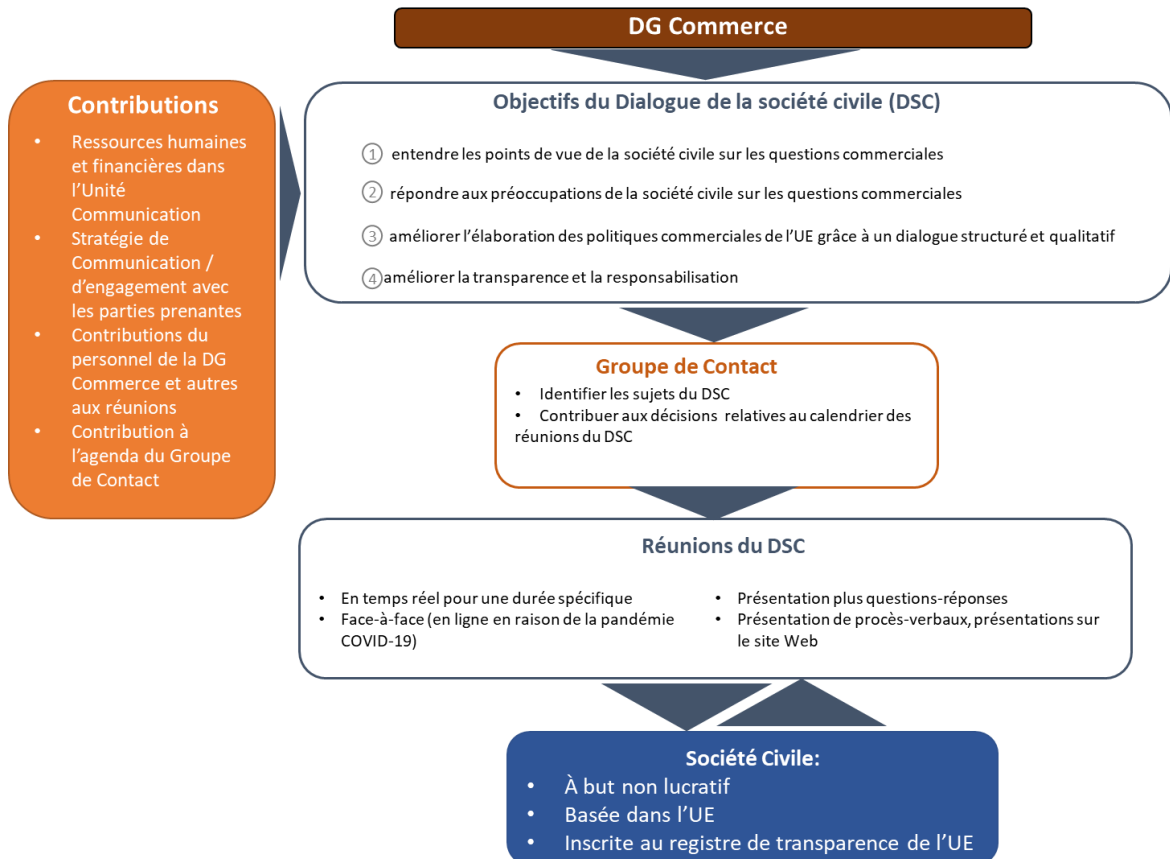 DG Commerce
Contributions
• Ressources humaines
et financières dans
l'Unité
Communication
• Stratégie de
Communication /
d'engagement avec
les parties prenantes
• Contributions du
personnel de la DG
Commerce et autres
aux réunions
• Contribution à
l'agenda du Groupe
de Contact
Objectifs du Dialogue de la société civile (DSC)
1 entendre les points de vue de la société civile sur les questions commerciales
2 répondre aux préoccupations de la société civile sur les questions commerciales
3 améliorer l'élaboration des politiques commerciales de l'UE grâce à un dialogue structuré et qualitatif
4 améliorer la transparence et la responsabilisation
Groupe de Contact
• Identifier les sujets du DSC
• Contribuer aux décisions relatives au calendrier des
réunions du DSC
Réunions du DSC
• En temps réel pour une durée spécifique
• Face-à-face (en ligne en raison de la pandémie
COVID-19)
• Présentation plus questions-réponses
• Présentation de procès-verbaux, présentations sur
le site Web
Société Civile:
• À but non lucratif
• Basée dans l'UE
• Inscrite au registre de transparence de l'UE